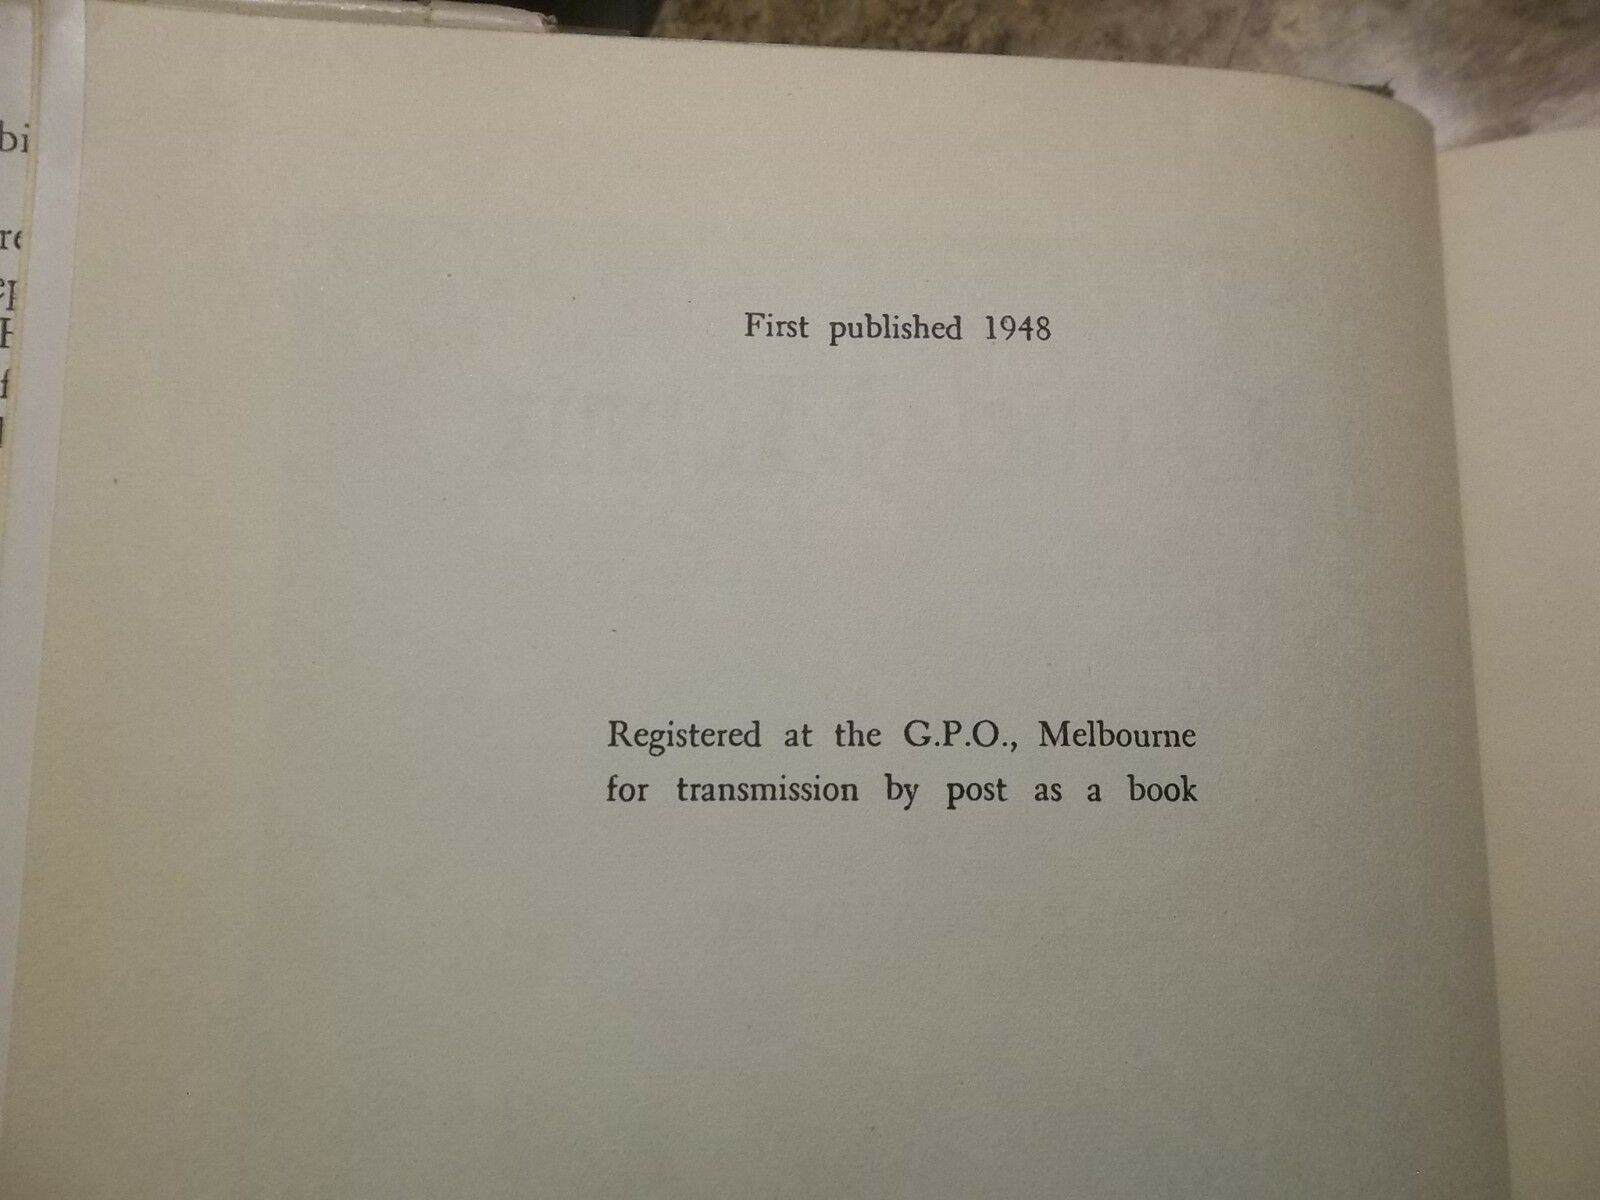 First published 1948
Registered at the G.P.O., Melbourne
for transmission by post as a book